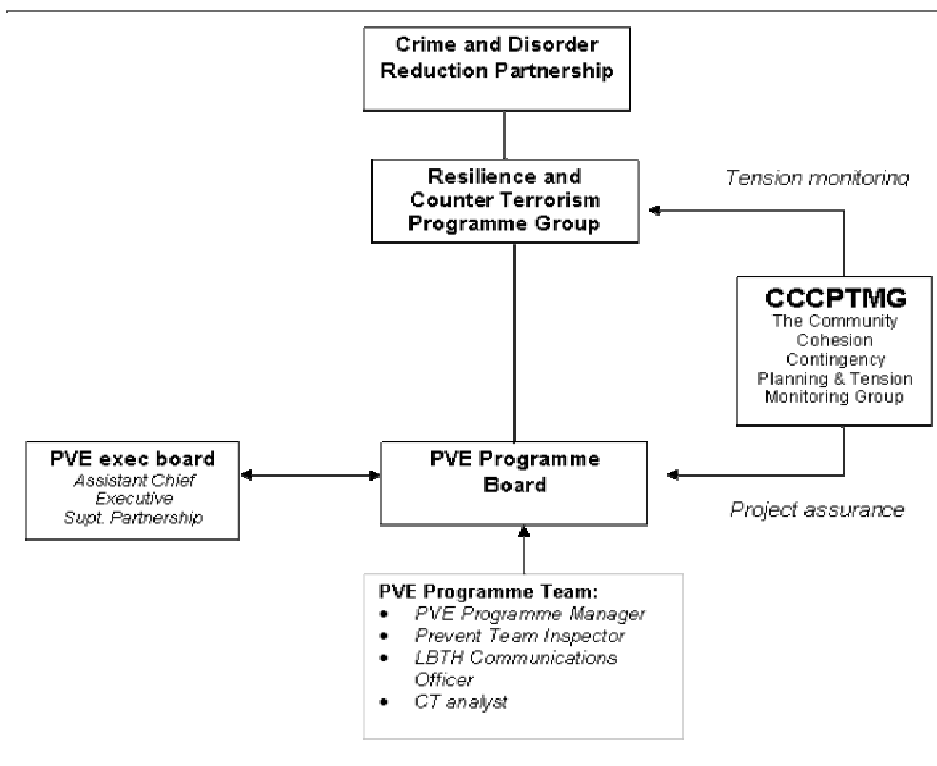 Crime and Disorder
Reduction Partnership
Resilience and
Counter Terrorism
Programme Group
Tension monitoring
CCCPTMG
The Community
Cohesion
Contingency
Planning & Tension
Monitoring Group
PVE exec board
Assistant Chief
Executive
Supt. Partnership
PVE Programme
Board
Project assurance
PVE Programme Team:
• PVE Programme Manager
• Prevent Team Inspector
• LBTH Communications
Officer
• CT analyst